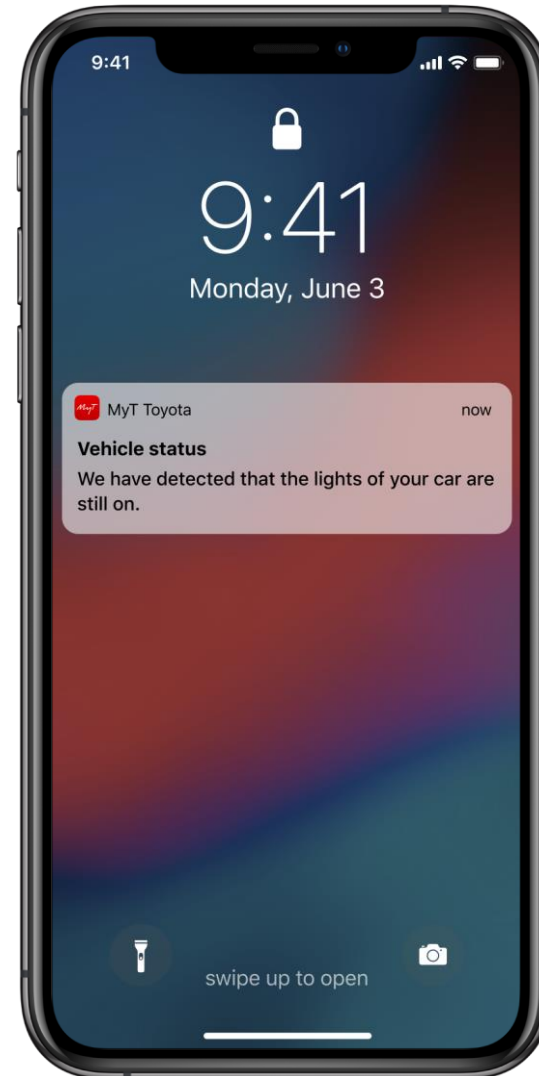 9:41
9:41
Monday, June 3
MyT
MyT Toyota
now
Vehicle status
We have detected that the lights of your car are
still on.
swipe up to open